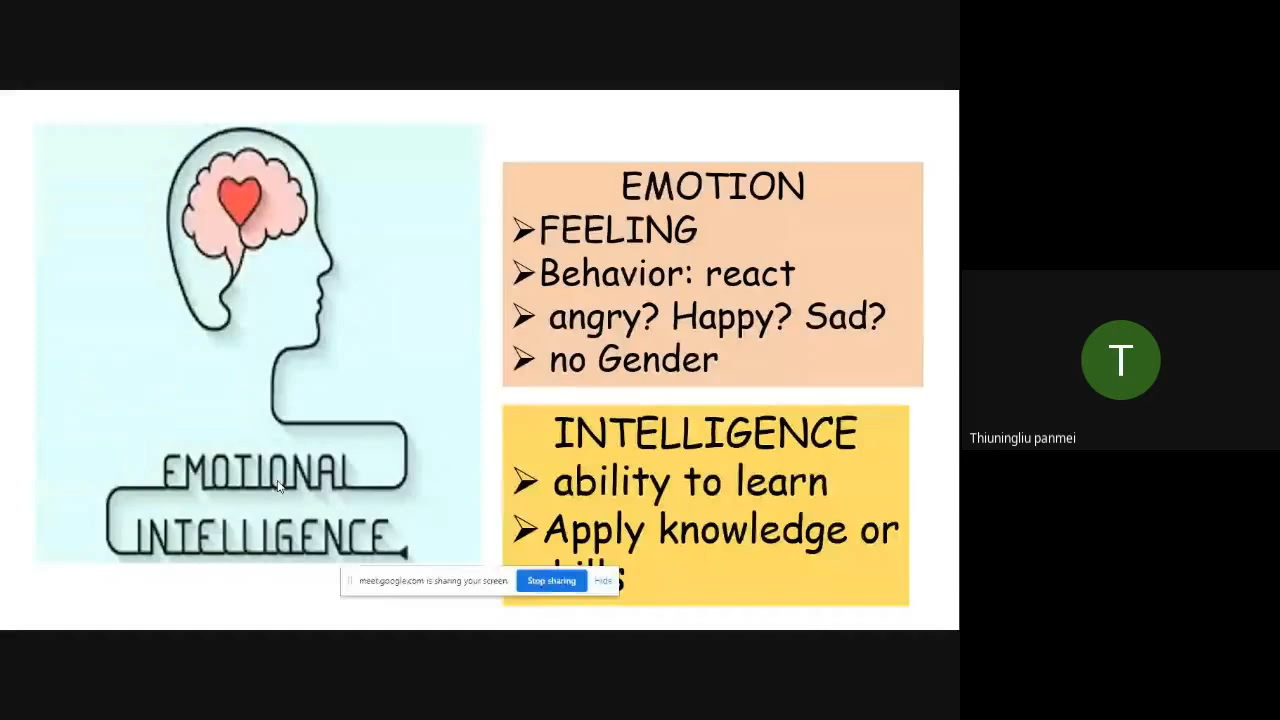 EMOTIONAL
INTELLIGENCE
EMOTION
➢FEELING
➢Behavior: react
➢ angry? Happy? Sad?
➢ no Gender
INTELLIGENCE
➢ ability to learn
➢Apply knowledge or
meet.google.com is sharing your screen. Stop sharing Hide
T
Thiuningliu panmei